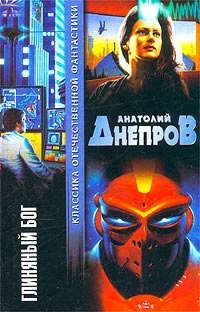 АНАТОЛИЙ
ДНЕПРОВ
КЛАССИКА ОТЕЧЕСТВЕННОЙ ФАНТАСТИКИ
ГЛИНЯНЫЙ БОГ